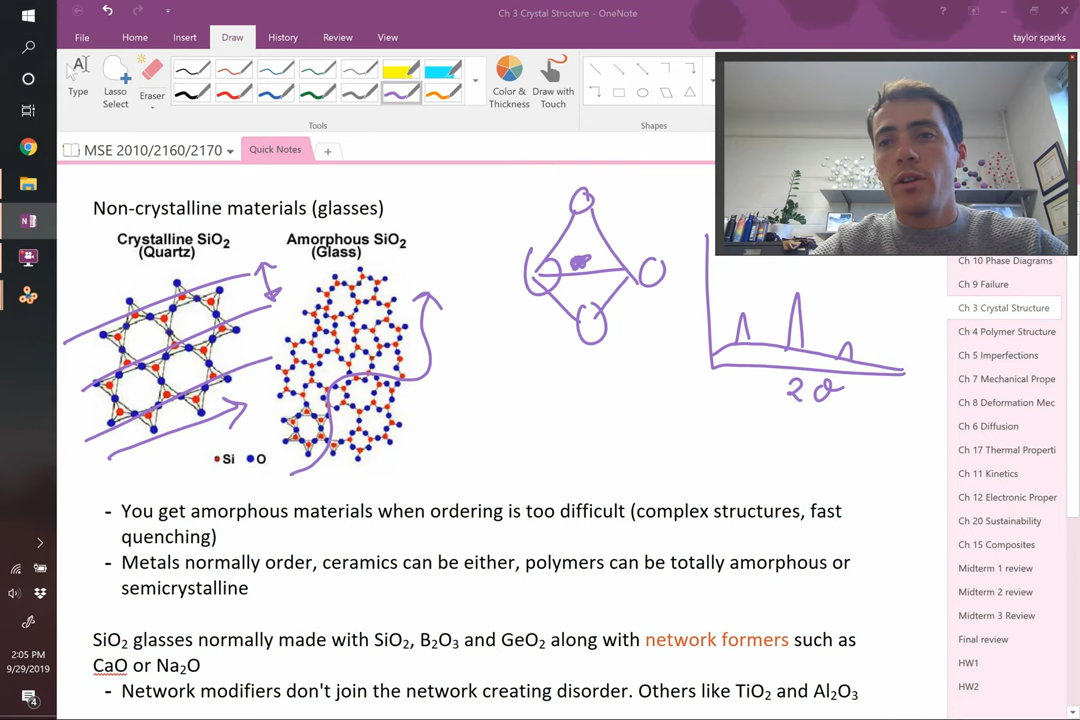 Ch 3 Crystal Structure - OneNote
taylor sparks
File Home Insert Draw History Review View
Type
Lasso Select
Eraser
Color & Thickness
Draw with Touch
Tools
Shapes
MSE 2010/2160/2170
Quick Notes
Non-crystalline materials (glasses)
Crystalline SiO₂
(Quartz)
Amorphous SiO₂
(Glass)
Si O
2θ
- You get amorphous materials when ordering is too difficult (complex structures, fast
quenching)
- Metals normally order, ceramics can be either, polymers can be totally amorphous or
semicrystalline
SiO₂ glasses normally made with SiO₂, B₂O₃ and GeO₂ along with network formers such as
CaO or Na₂O
- Network modifiers don't join the network creating disorder. Others like TiO₂ and Al₂O₃
Ch 10 Phase Diagrams
Ch 9 Failure
Ch 3 Crystal Structure
Ch 4 Polymer Structure
Ch 5 Imperfections
Ch 7 Mechanical Prope
Ch 8 Deformation Mec
Ch 6 Diffusion
Ch 17 Thermal Properti
Ch 11 Kinetics
Ch 12 Electronic Proper
Ch 20 Sustainability
Ch 15 Composites
Midterm 1 review
Midterm 2 review
Midterm 3 Review
Final review
HW1
HW2
2:05 PM
9/29/2019
4